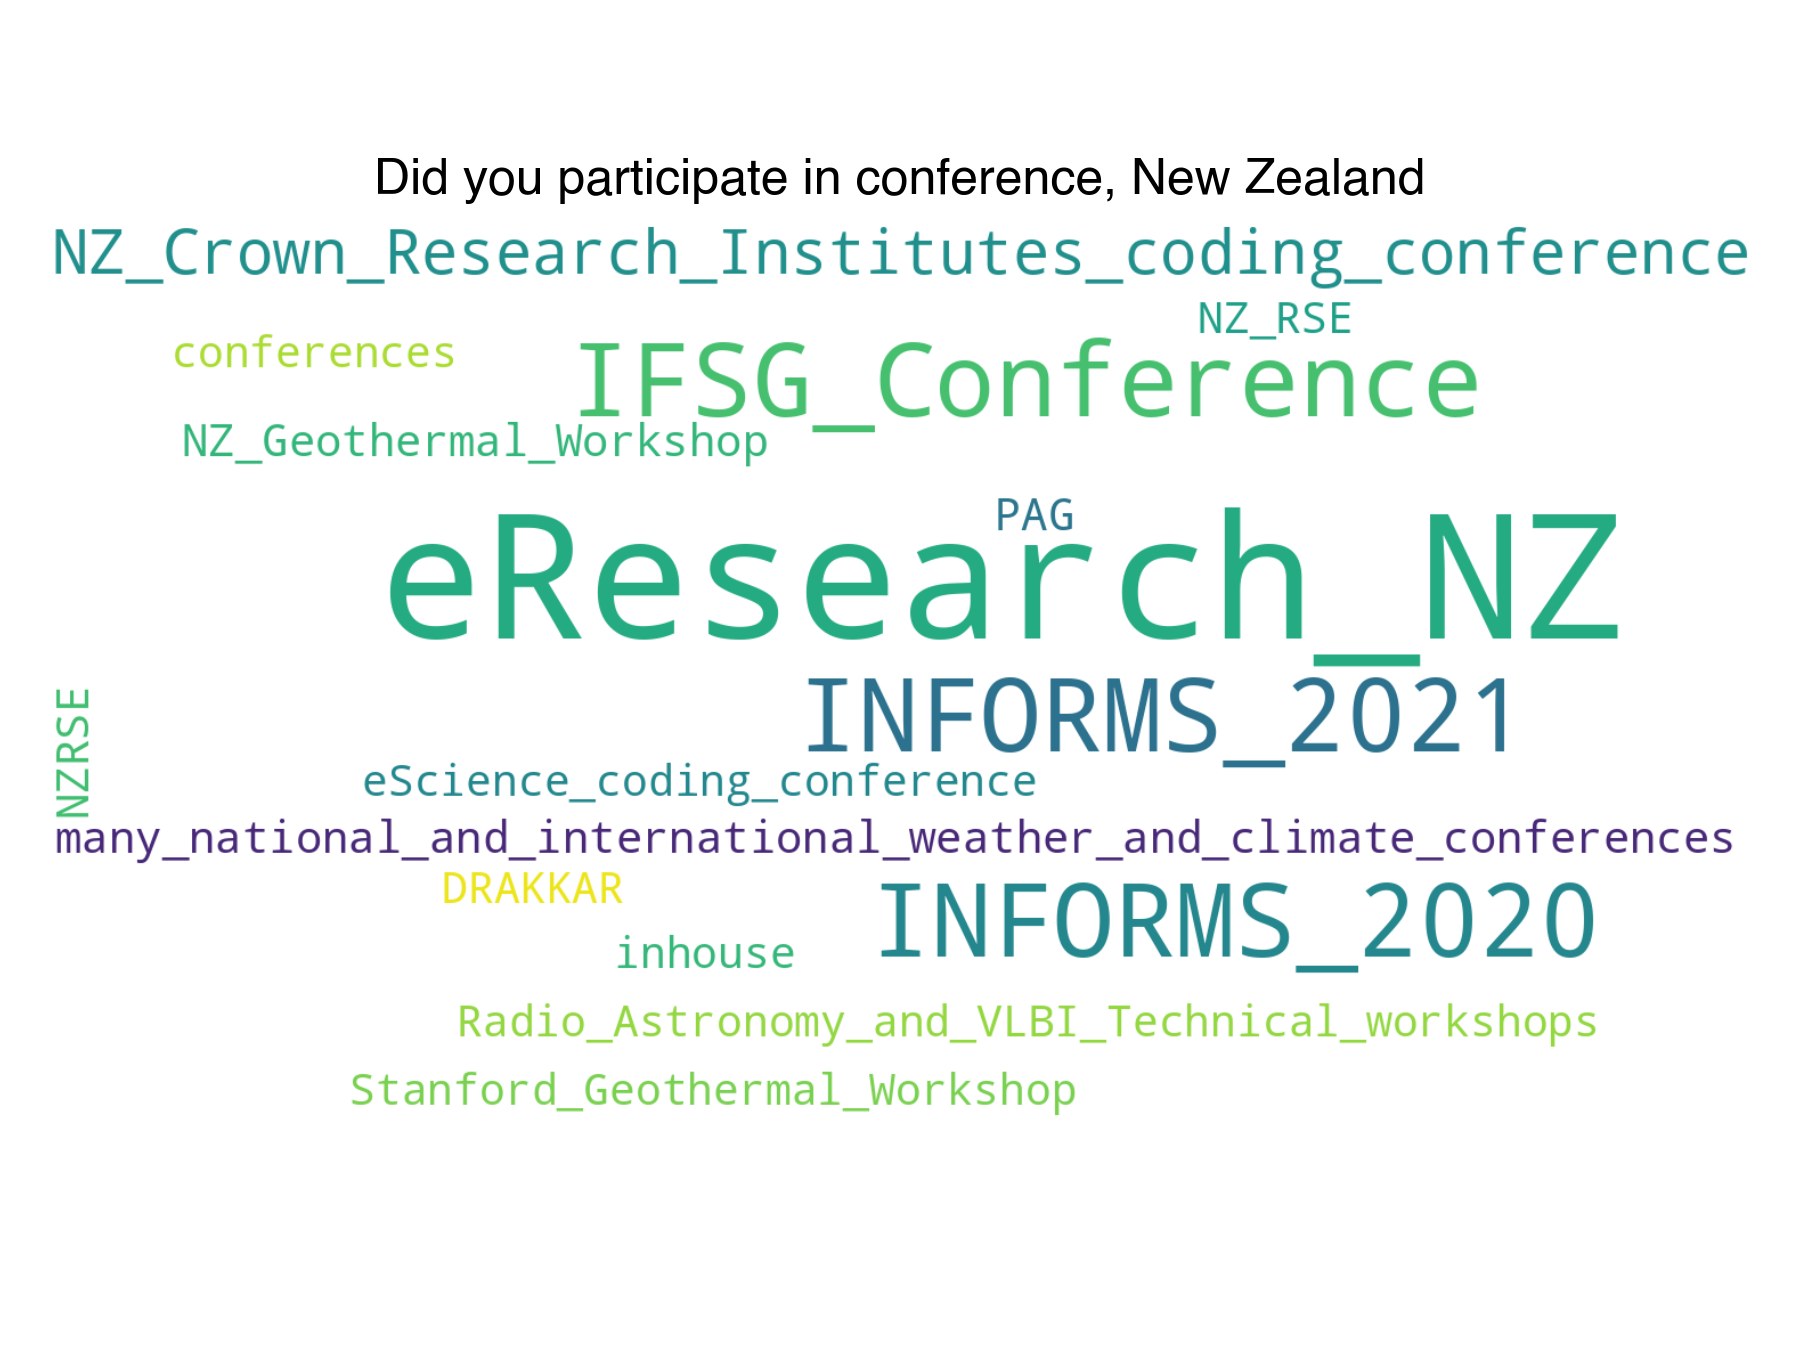 Did you participate in conference, New Zealand
NZ_Crown_Research_Institutes_coding_conference
NZ_RSE
conferences
IFSG_Conference
NZ_Geothermal_Workshop
PAG
eResearch_NZ
INFORMS_2021
NZRSE
eScience_coding_conference
many_national_and_international_weather_and_climate_conferences
DRAKKAR
INFORMS_2020
inhouse
Radio_Astronomy_and_VLBI_Technical_workshops
Stanford_Geothermal_Workshop